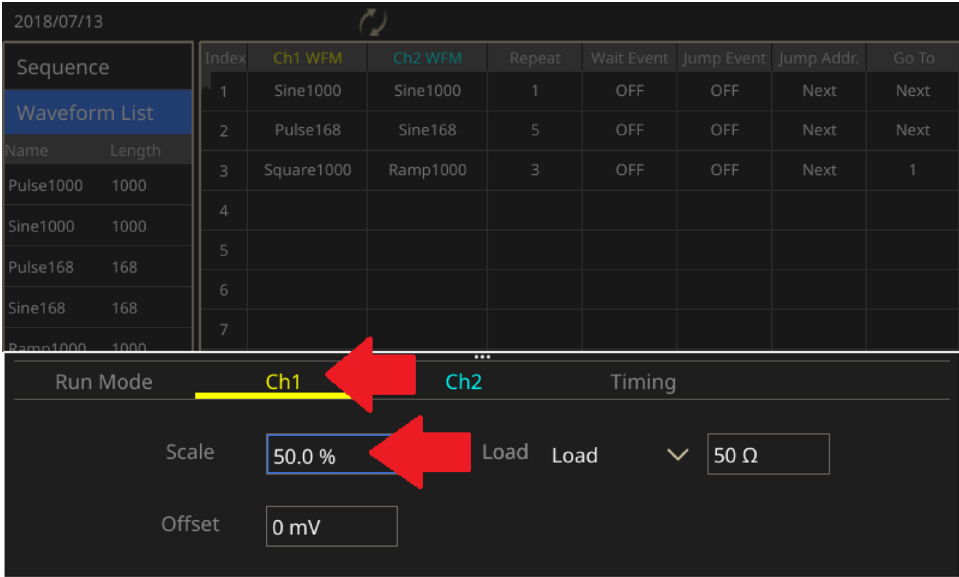 2018/07/13
Sequence
Waveform List
Name Length
Pulse1000 1000
Sine1000 1000
Pulse168 168
Sine168 168
Ramp1000 1000
Index Ch1 WFM Ch2 WFM Repeat Wait Event Jump Event Jump Addr. Go To
1 Sine1000 Sine1000 1 OFF OFF Next Next
2 Pulse168 Sine168 5 OFF OFF Next Next
3 Square1000 Ramp1000 3 OFF OFF Next 1
4
5
6
7
Run Mode Ch1 Ch2 Timing
Scale 50.0 % Load Load 50 Ω
Offset 0 mV